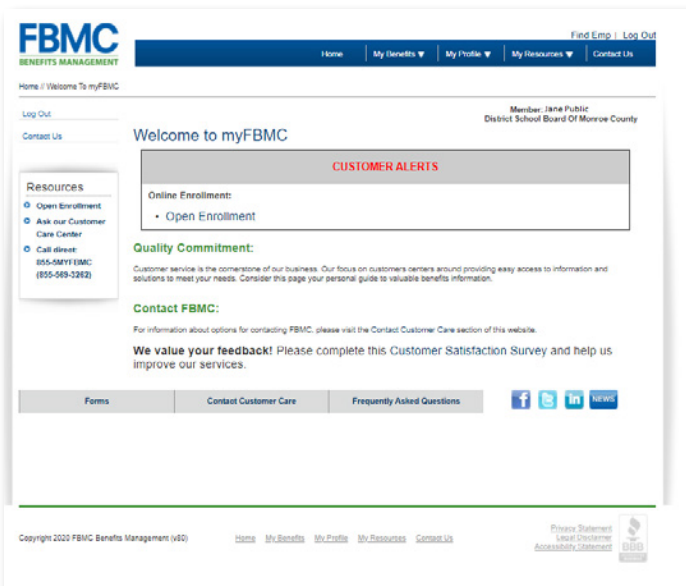 FBMC
BENEFITS MANAGEMENT
Find Emp | Log Out
Home My Benefits ▼ My Profile ▼ My Resources ▼ Contact Us
Home // Welcome To myFBMC
Log Out
Contact Us
Member: Jane Public
District School Board Of Monroe County
Welcome to myFBMC
CUSTOMER ALERTS
Online Enrollment:
• Open Enrollment
Resources
Open Enrollment
Ask our Customer
Care Center
Call direct:
855-5MYFBMC
(855-569-3262)
Quality Commitment:
Customer service is the cornerstone of our business. Our focus on customers centers around providing easy access to information and
solutions to meet your needs. Consider this page your personal guide to valuable benefits information.
Contact FBMC:
For information about options for contacting FBMC, please visit the Contact Customer Care section of this website.
We value your feedback! Please complete this Customer Satisfaction Survey and help us
improve our services.
Forms Contact Customer Care Frequently Asked Questions
f in NEWS
Copyright 2020 FBMC Benefits Management (v80)
Home My Benefits My Profile My Resources Contact Us
Privacy Statement
Legal Disclaimer
Accessibility Statement
BBB